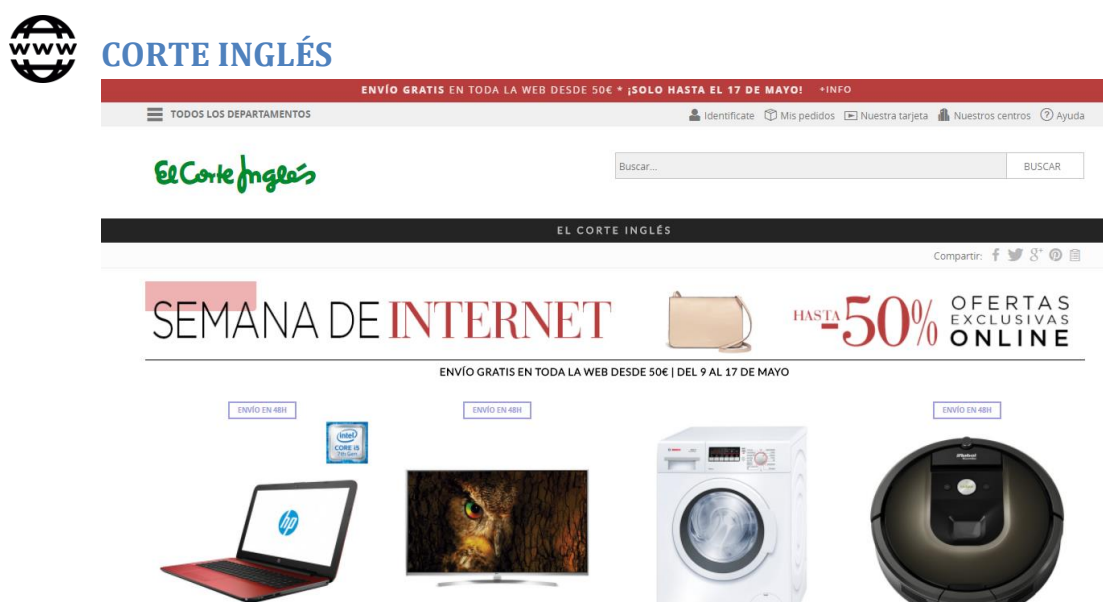 WWW
CORTE INGLÉS
ENVÍO GRATIS EN TODA LA WEB DESDE 50€ * ¡SOLO HASTA EL 17 DE MAYO! +INFO
TODOS LOS DEPARTAMENTOS Identifícate Mis pedidos Nuestra tarjeta Nuestros centros ? Ayuda
El Corte Inglés
Buscar... BUSCAR
EL CORTE INGLÉS
Compartir:
SEMANA DE INTERNET HASTA -50% OFERTAS EXCLUSIVAS ONLINE
ENVÍO GRATIS EN TODA LA WEB DESDE 50€ | DEL 9 AL 17 DE MAYO
ENVÍO EN 48H ENVÍO EN 48H ENVÍO EN 48H
intel
CORE i5
7th Gen
hp